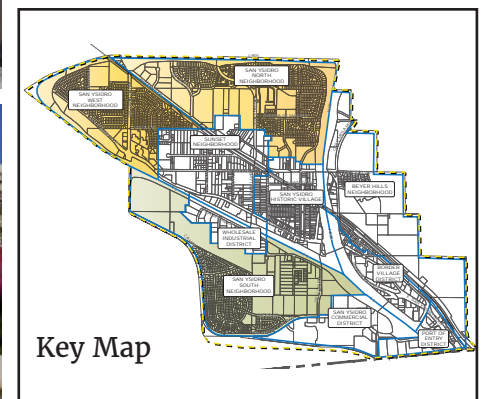 SAN YSIDRO
NORTH
NEIGHBORHOOD
SAN YSIDRO
WEST
NEIGHBORHOOD
SUNSET
NEIGHBORHOOD
BEYER HILLS
NEIGHBORHOOD
SAN YSIDRO
HISTORIC VILLAGE
WHOLESALE
INDUSTRIAL
DISTRICT
BORDER
VILLAGE
DISTRICT
SAN YSIDRO
SOUTH
NEIGHBORHOOD
SAN YSIDRO
COMMERCIAL
DISTRICT
PORT OF
ENTRY
DISTRICT
Key Map